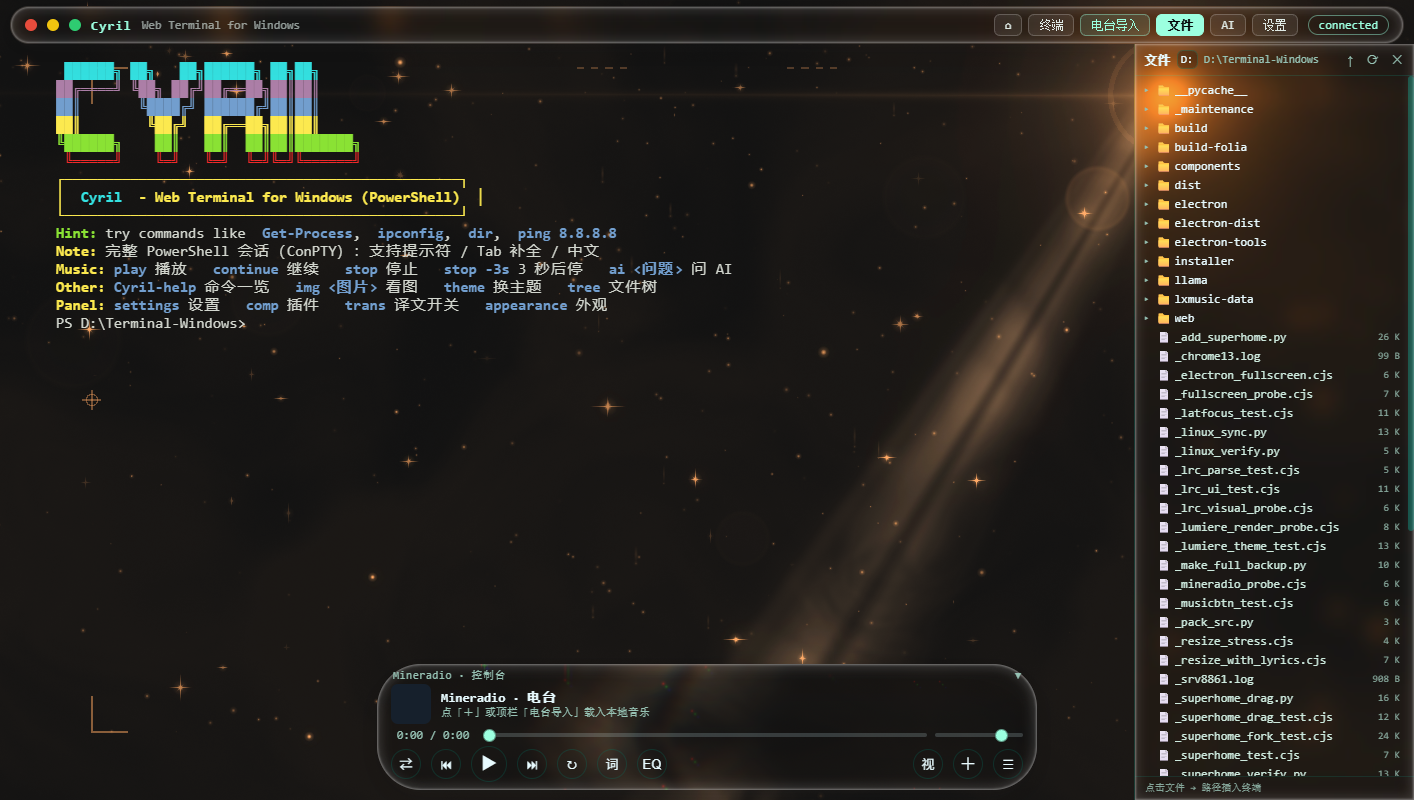 Cyril Web Terminal for Windows
终端 电台导入 文件 AI 设置 connected
CYRIL
Cyril - Web Terminal for Windows (PowerShell)
Hint: try commands like Get-Process, ipconfig, dir, ping 8.8.8.8
Note: 完整 PowerShell 会话 (ConPTY) : 支持提示符 / Tab 补全 / 中文
Music: play 播放 continue 继续 stop 停止 stop -3s 3 秒后停 ai <问题> 问 AI
Other: Cyril-help 命令一览 img <图片> 看图 theme 换主题 tree 文件树
Panel: settings 设置 comp 插件 trans 译文开关 appearance 外观
PS D:\Terminal-Windows>
文件 D: D:\Terminal-Windows
__pycache__
_maintenance
build
build-folia
components
dist
electron
electron-dist
electron-tools
installer
llama
lxmusic-data
web
_add_superhome.py 26 K
_chrome13.log 99 B
_electron_fullscreen.cjs 6 K
_fullscreen_probe.cjs 7 K
_latfocus_test.cjs 11 K
_linux_sync.py 13 K
_linux_verify.py 5 K
_lrc_parse_test.cjs 5 K
_lrc_ui_test.cjs 11 K
_lrc_visual_probe.cjs 6 K
_lumiere_render_probe.cjs 8 K
_lumiere_theme_test.cjs 13 K
_make_full_backup.py 10 K
_mineradio_probe.cjs 6 K
_musicbtn_test.cjs 6 K
_pack_src.py 3 K
_resize_stress.cjs 4 K
_resize_with_lyrics.cjs 7 K
_srv8861.log 908 B
_superhome_drag.py 16 K
_superhome_drag_test.cjs 12 K
_superhome_fork_test.cjs 24 K
_superhome_test.cjs 7 K
_superhome_verify.py 13 K
点击文件 → 路径插入终端
Mineradio · 控制台
Mineradio · 电台
点「＋」或顶栏「电台导入」载入本地音乐
0:00 / 0:00
词 EQ 视